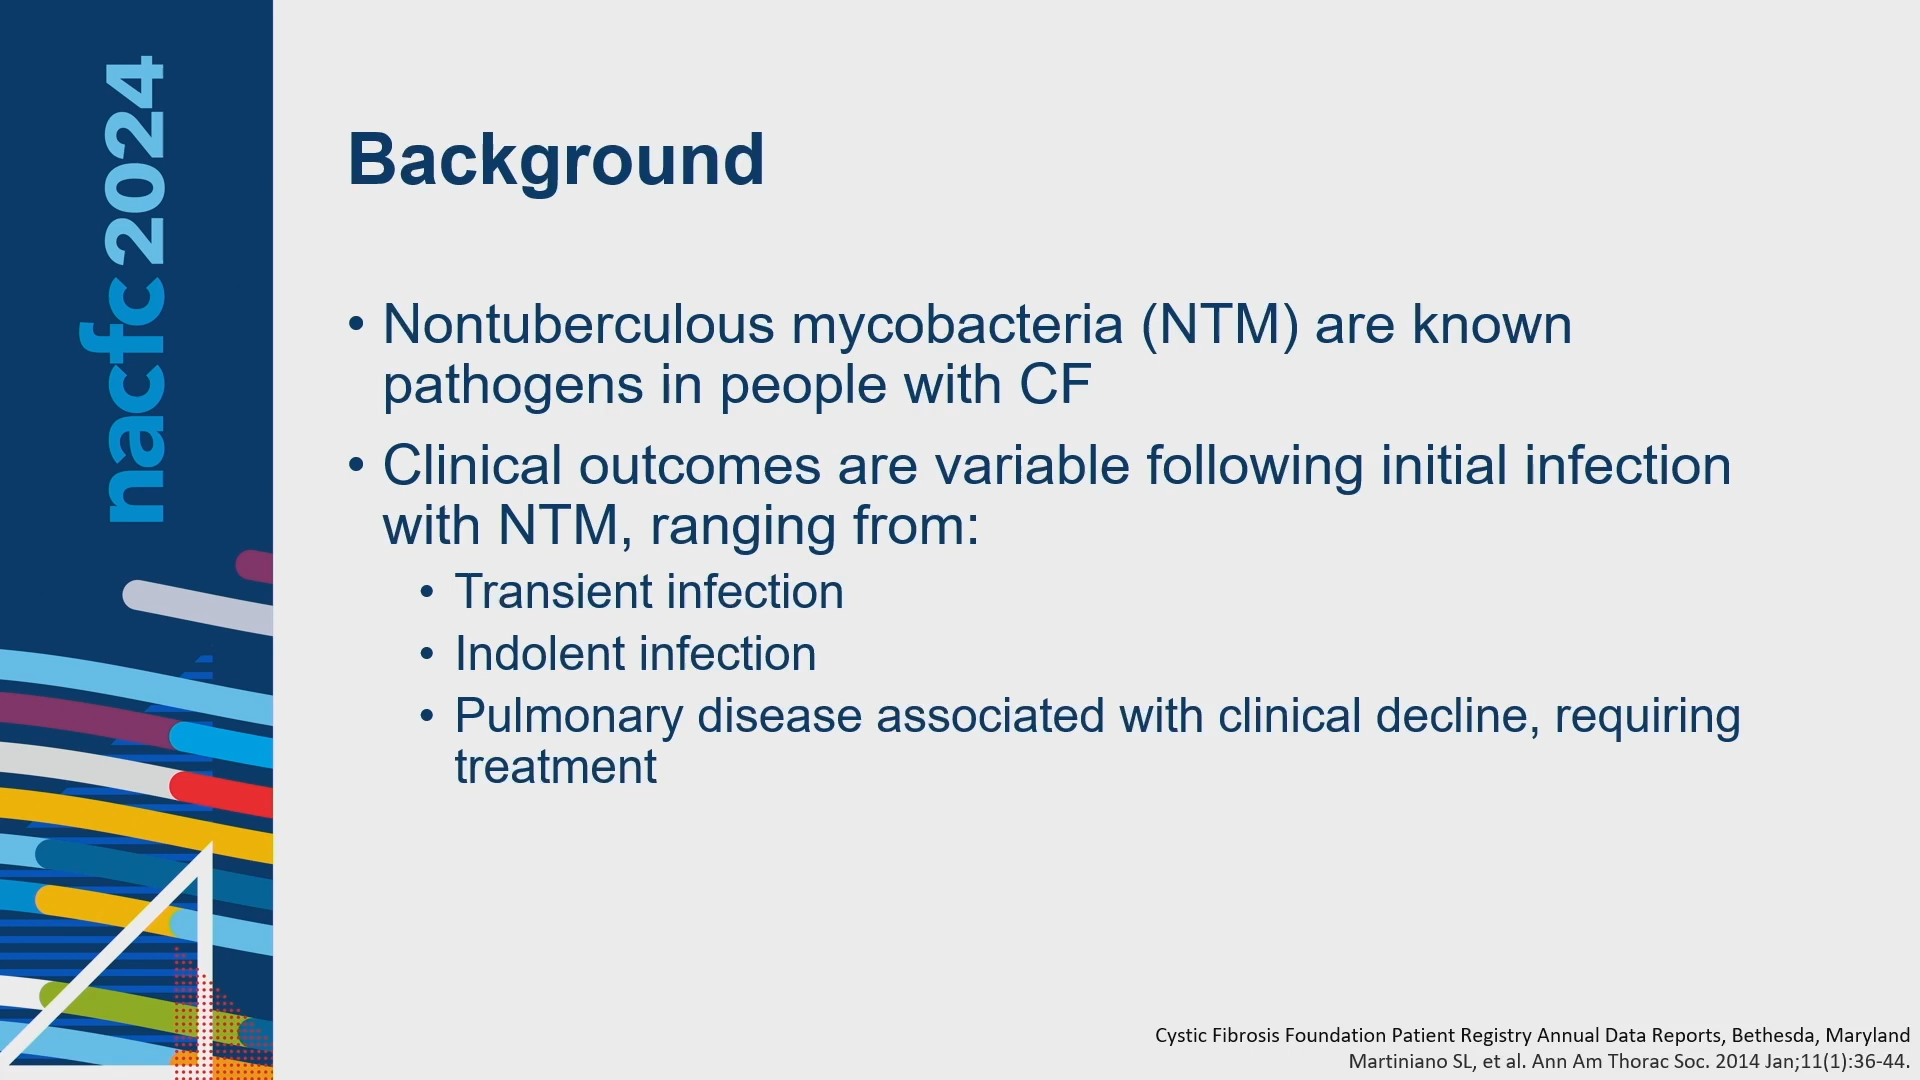 nacfc2024
Background
• Nontuberculous mycobacteria (NTM) are known
pathogens in people with CF
• Clinical outcomes are variable following initial infection
with NTM, ranging from:
• Transient infection
• Indolent infection
• Pulmonary disease associated with clinical decline, requiring
treatment
Cystic Fibrosis Foundation Patient Registry Annual Data Reports, Bethesda, Maryland
Martiniano SL, et al. Ann Am Thorac Soc. 2014 Jan;11(1):36-44.